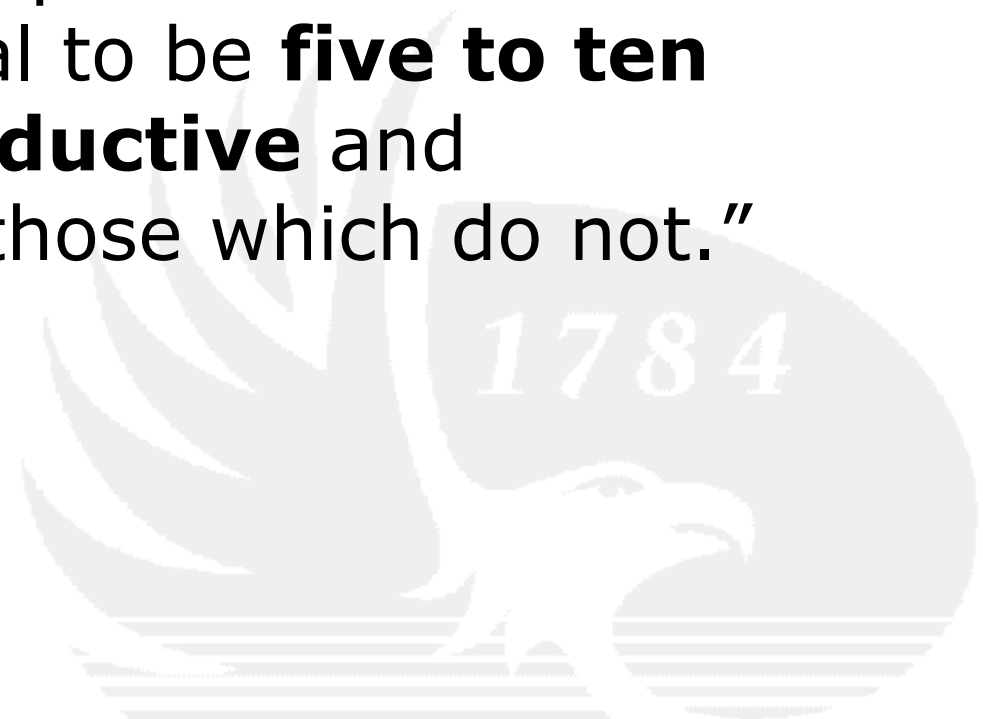 al to be five to ten
ductive and
those which do not.”
1784